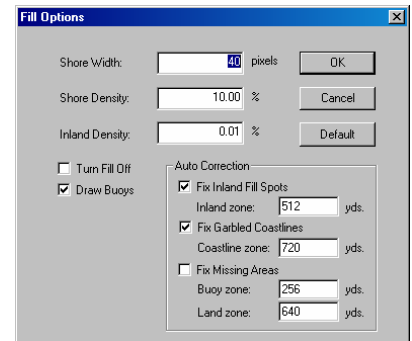 Fill Options
Shore Width: 40 pixels OK
Shore Density: 10.00 % Cancel
Inland Density: 0.01 % Default
Turn Fill Off
Draw Buoys
Auto Correction
Fix Inland Fill Spots
Inland zone: 512 yds.
Fix Garbled Coastlines
Coastline zone: 720 yds.
Fix Missing Areas
Buoy zone: 256 yds.
Land zone: 640 yds.